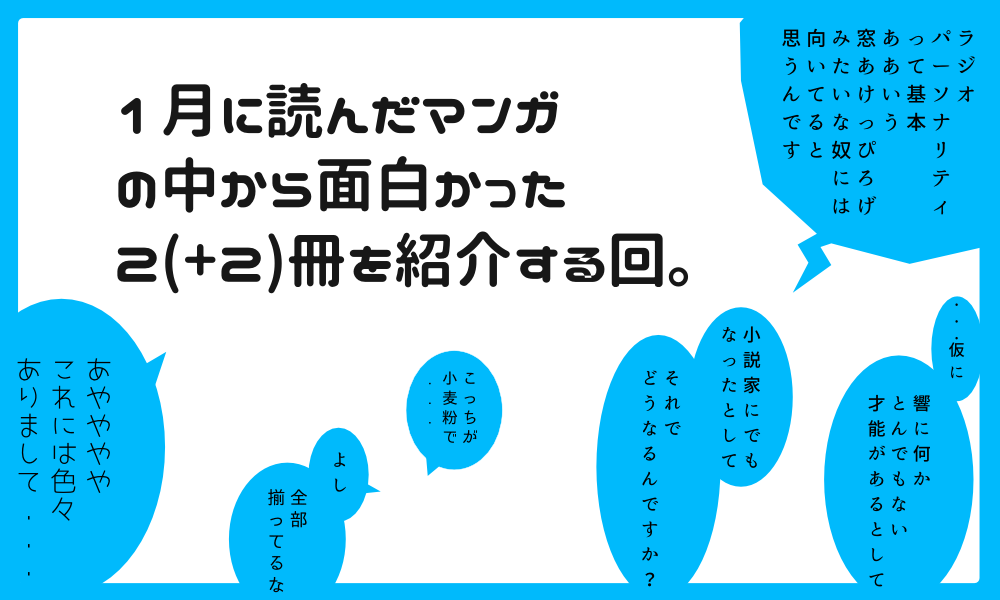 1月に読んだマンガ
の中から面白かった
2(+2)冊を紹介する回。
ラジオ
パーソナリティ
って基本
ああいう
窓あけっぴろげ
みたいな奴には
向いてると
思うんです
...仮に
響に何か
とんでもない
才能があるとして
小説家にでも
なったとして
それで
どうなるんですか?
こっちが
小麦粉で
...
よし
全部
揃ってるな
あややややや
これには色々
ありまして...